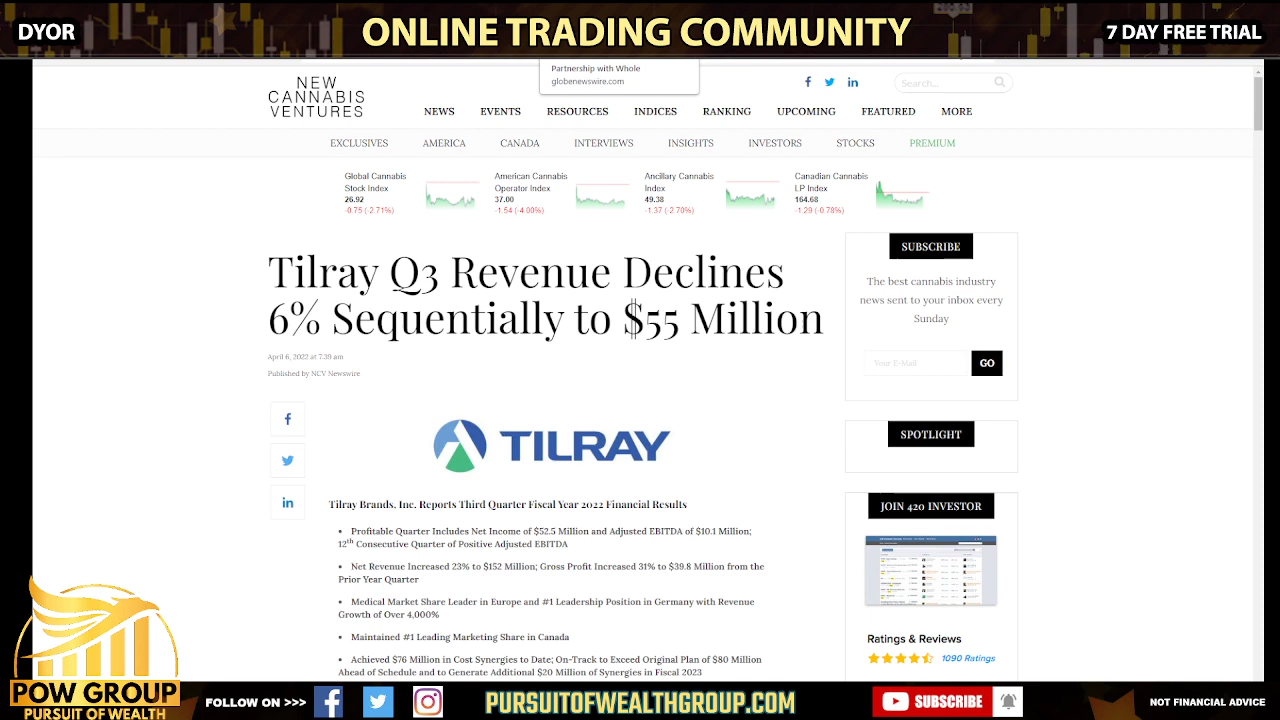 DYOR
ONLINE TRADING COMMUNITY
7 DAY FREE TRIAL
Partnership with Whole
globenewswire.com
NEW
CANNABIS
VENTURES
Search...
NEWS EVENTS RESOURCES INDICES RANKING UPCOMING FEATURED MORE
EXCLUSIVES AMERICA CANADA INTERVIEWS INSIGHTS INVESTORS STOCKS PREMIUM
Global Cannabis
Stock Index
26.92
-0.75 (-2.71%)
American Cannabis
Operator Index
37.00
-1.54 (-4.00%)
Ancillary Cannabis
Index
49.38
-1.37 (-2.70%)
Canadian Cannabis
LP Index
164.68
-1.29 (-0.78%)
Tilray Q3 Revenue Declines
6% Sequentially to $55 Million
April 6, 2022 at 7:39 am
Published by NCV Newswire
TILRAY
Tilray Brands, Inc. Reports Third Quarter Fiscal Year 2022 Financial Results
• Profitable Quarter Includes Net Income of $52.5 Million and Adjusted EBITDA of $10.1 Million;
12th Consecutive Quarter of Positive Adjusted EBITDA
• Net Revenue Increased 23% to $152 Million; Gross Profit Increased 31% to $39.8 Million from the
Prior Year Quarter
• Medical Market Share Leader in Europe and #1 Leadership Position in Germany with Revenue
Growth of Over 4,000%
• Maintained #1 Leading Marketing Share in Canada
• Achieved $76 Million in Cost Synergies to Date; On-Track to Exceed Original Plan of $80 Million
Ahead of Schedule and to Generate Additional $20 Million of Synergies in Fiscal 2023
SUBSCRIBE
The best cannabis industry
news sent to your inbox every
Sunday
Your E-Mail
GO
SPOTLIGHT
JOIN 420 INVESTOR
Ratings & Reviews
1090 Ratings
POW GROUP
PURSUIT OF WEALTH
FOLLOW ON >>>
PURSUITOFWEALTHGROUP.COM
SUBSCRIBE
NOT FINANCIAL ADVICE